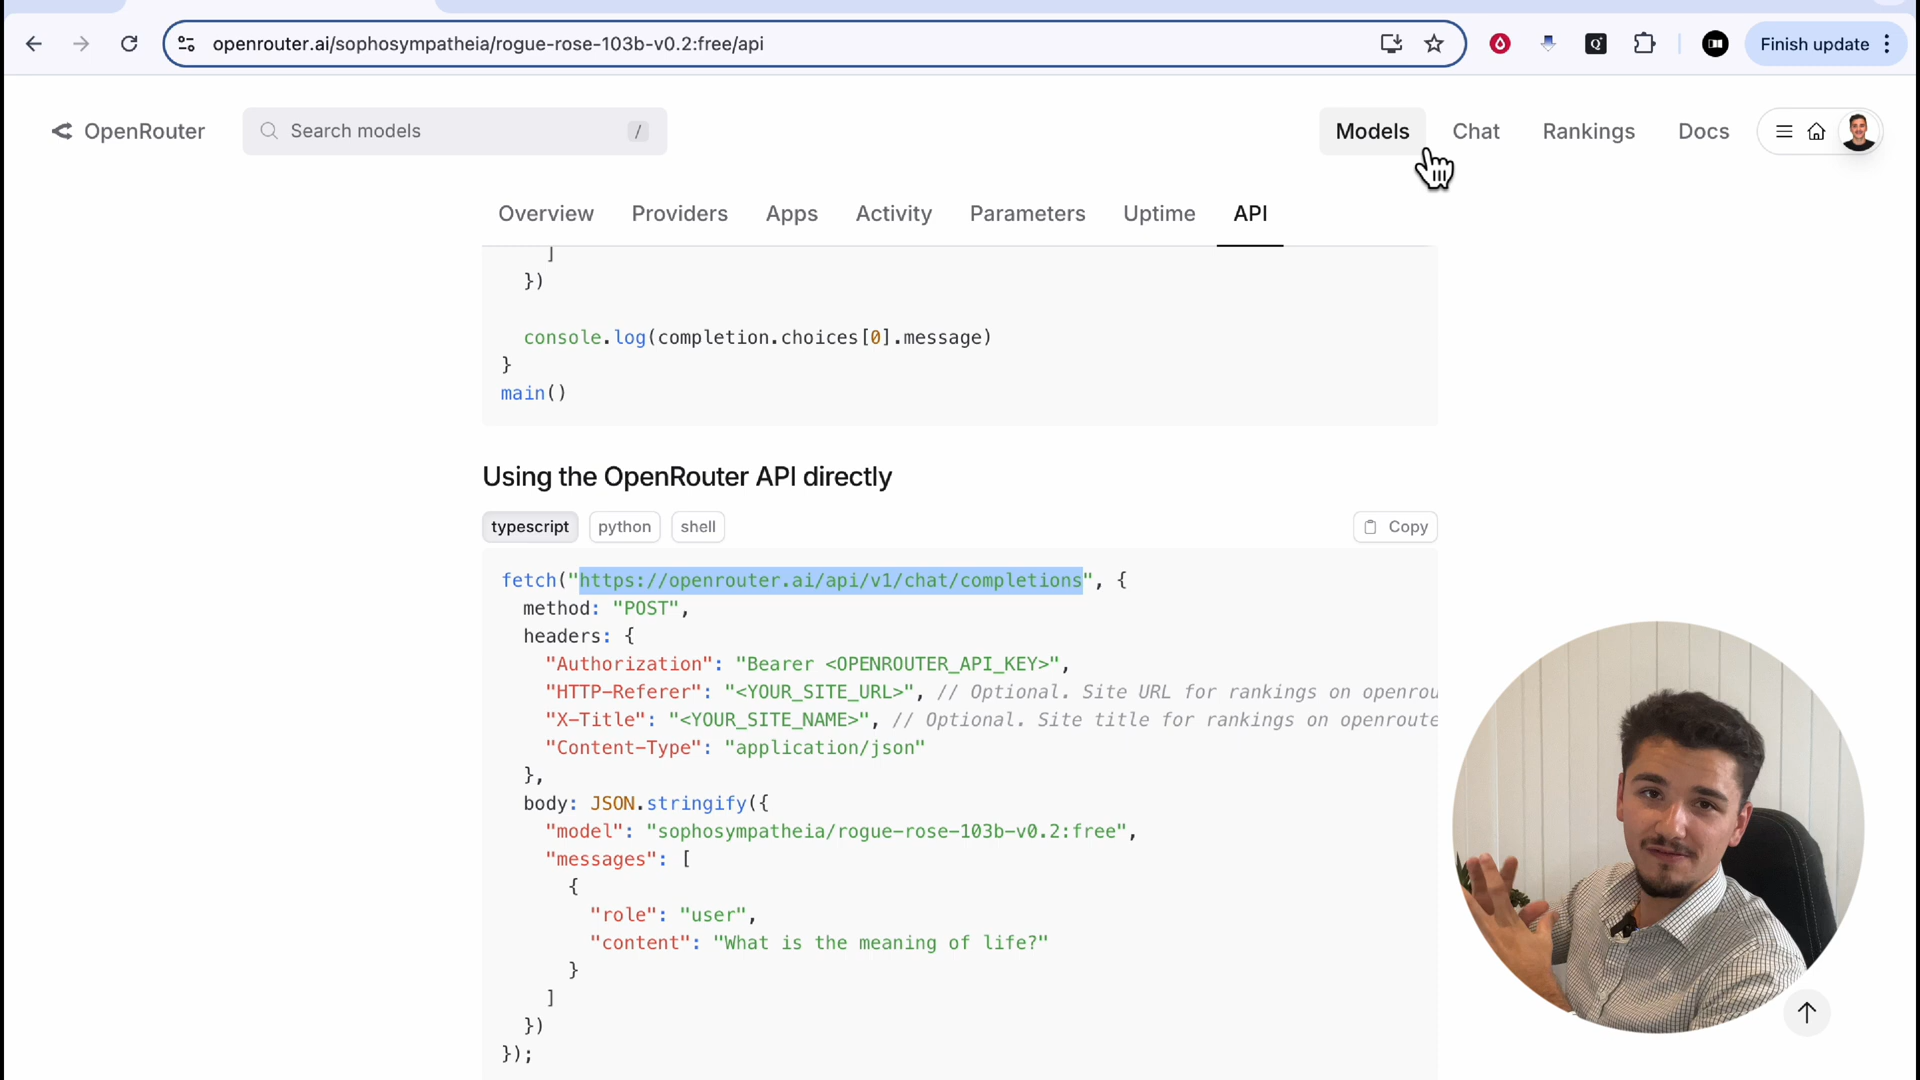 openrouter.ai/sophosympatheia/rogue-rose-103b-v0.2:free/api
Finish update
OpenRouter
Search models
/
Models
Chat
Rankings
Docs
Overview
Providers
Apps
Activity
Parameters
Uptime
API
]
})
console.log(completion.choices[0].message)
}
main()
Using the OpenRouter API directly
typescript
python
shell
Copy
fetch("https://openrouter.ai/api/v1/chat/completions", {
method: "POST",
headers: {
"Authorization": "Bearer <OPENROUTER_API_KEY>",
"HTTP-Referer": "<YOUR_SITE_URL>", // Optional. Site URL for rankings on openrou
"X-Title": "<YOUR_SITE_NAME>", // Optional. Site title for rankings on openroute
"Content-Type": "application/json"
},
body: JSON.stringify({
"model": "sophosympatheia/rogue-rose-103b-v0.2:free",
"messages": [
{
"role": "user",
"content": "What is the meaning of life?"
}
]
})
});